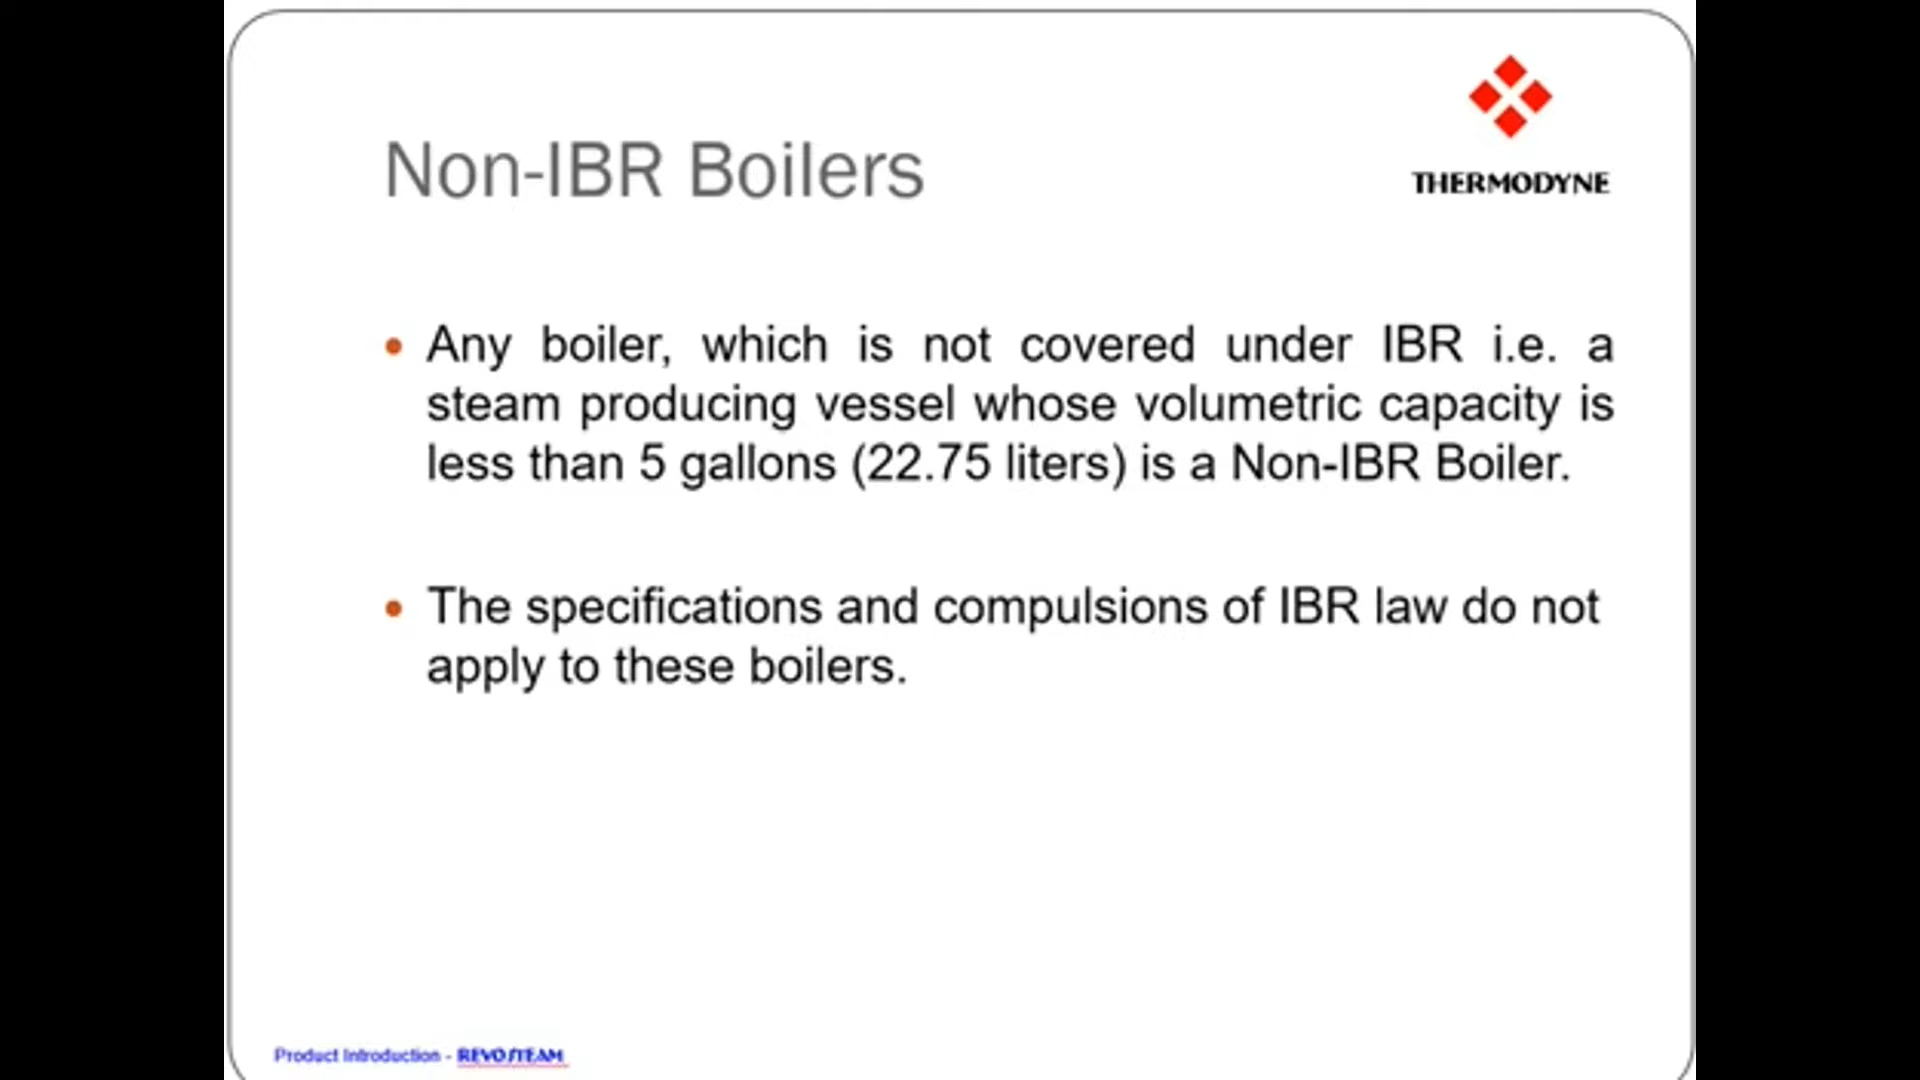 THERMODYNE
Non-IBR Boilers
Any boiler, which is not covered under IBR i.e. a
steam producing vessel whose volumetric capacity is
less than 5 gallons (22.75 liters) is a Non-IBR Boiler.
The specifications and compulsions of IBR law do not
apply to these boilers.
Product Introduction - REVOSTEAM